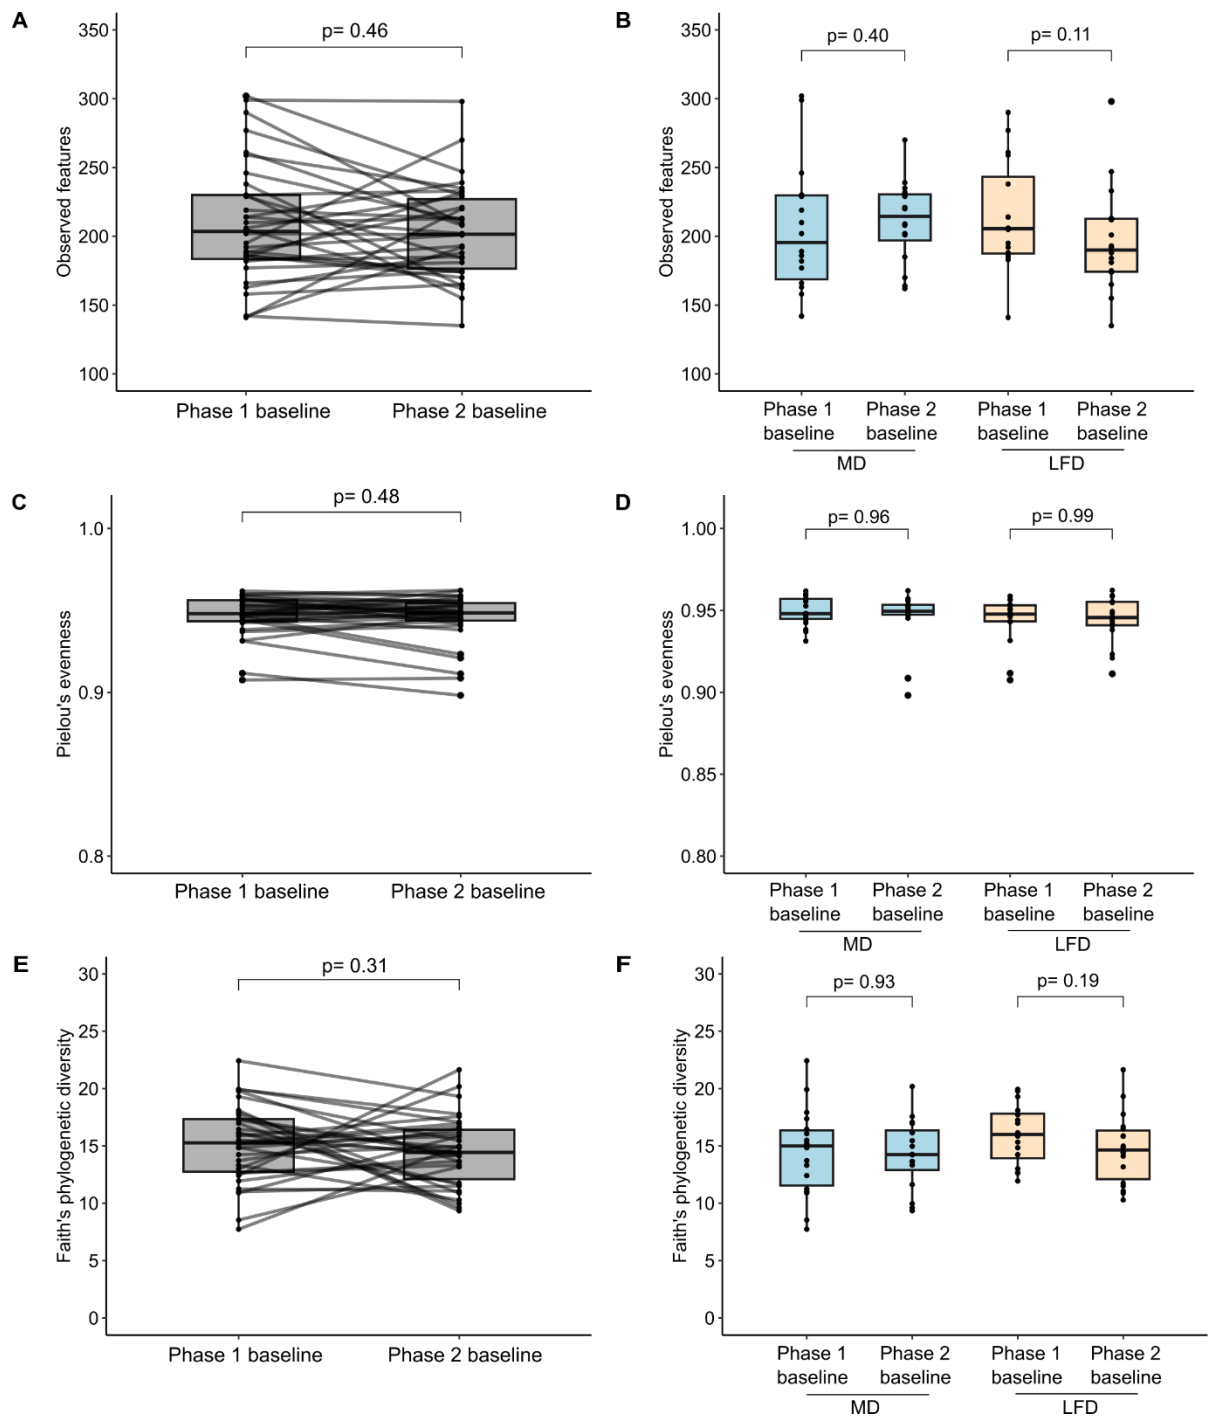 A
p= 0.46
350
300
250
200
150
100
Observed features
Phase 1 baseline
Phase 2 baseline
B
p= 0.40
p= 0.11
350
300
250
200
150
100
Observed features
Phase 1
baseline
Phase 2
baseline
Phase 1
baseline
Phase 2
baseline
MD
LFD
C
p= 0.48
1.0
0.9
0.8
Pielou's evenness
Phase 1 baseline
Phase 2 baseline
D
p= 0.96
p= 0.99
1.00
0.95
0.90
0.85
0.80
Pielou's evenness
Phase 1
baseline
Phase 2
baseline
Phase 1
baseline
Phase 2
baseline
MD
LFD
E
p= 0.31
30
25
20
15
10
5
0
Faith's phylogenetic diversity
Phase 1 baseline
Phase 2 baseline
F
p= 0.93
p= 0.19
30
25
20
15
10
5
0
Faith's phylogenetic diversity
Phase 1
baseline
Phase 2
baseline
Phase 1
baseline
Phase 2
baseline
MD
LFD